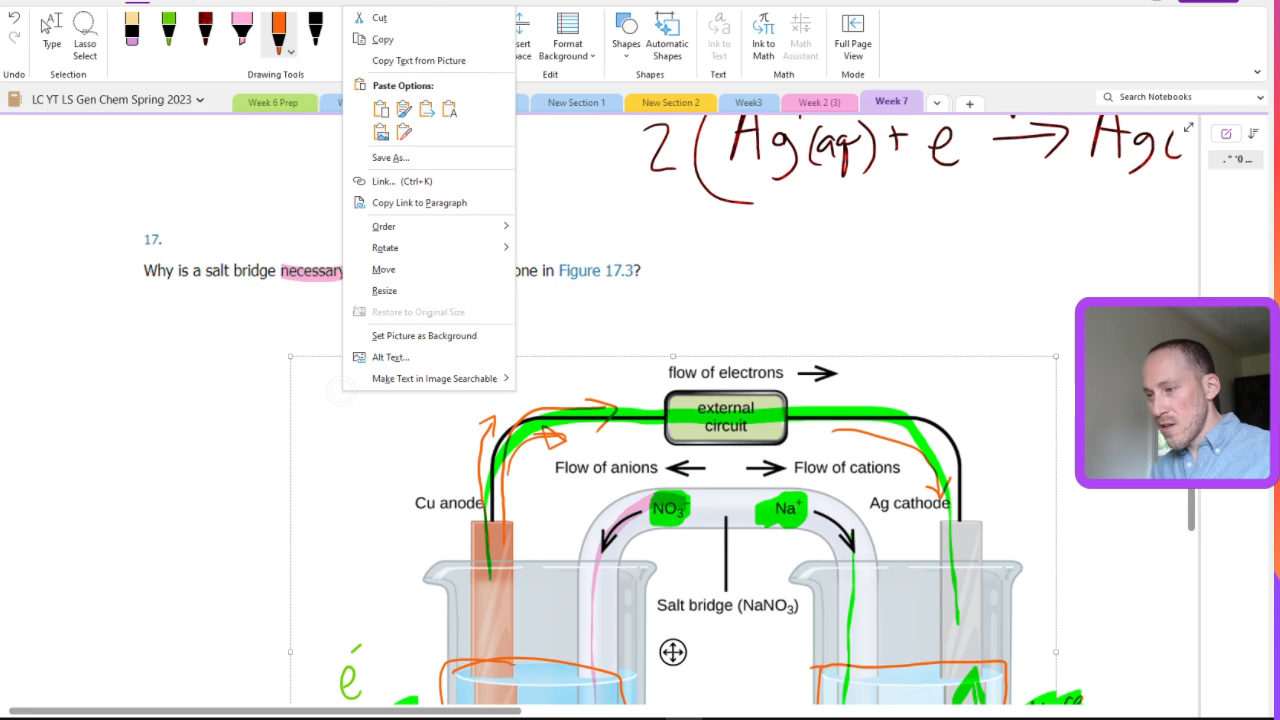 Cut
Copy
Copy Text from Picture
Paste Options:
Save As...
Link... (Ctrl+K)
Copy Link to Paragraph
Order
Rotate
Move
Resize
Restore to Original Size
Set Picture as Background
Alt Text...
Make Text in Image Searchable
Undo
Type
Lasso
Select
Selection
Drawing Tools
Format
Background
Edit
Shapes
Automatic
Shapes
Shapes
Ink to
Text
Text
Ink to
Math
Math
Assistant
Math
Full Page
View
Mode
LC YT LS Gen Chem Spring 2023
Week 6 Prep
New Section 1
New Section 2
Week3
Week 2 (3)
Week 7
Search Notebooks
2 ( Ag(aq) + e → Ag(
17.
Why is a salt bridge necessary
one in Figure 17.3?
flow of electrons
external
circuit
Flow of anions
Flow of cations
Cu anode
NO₃⁻
Na⁺
Ag cathode
Salt bridge (NaNO₃)
é